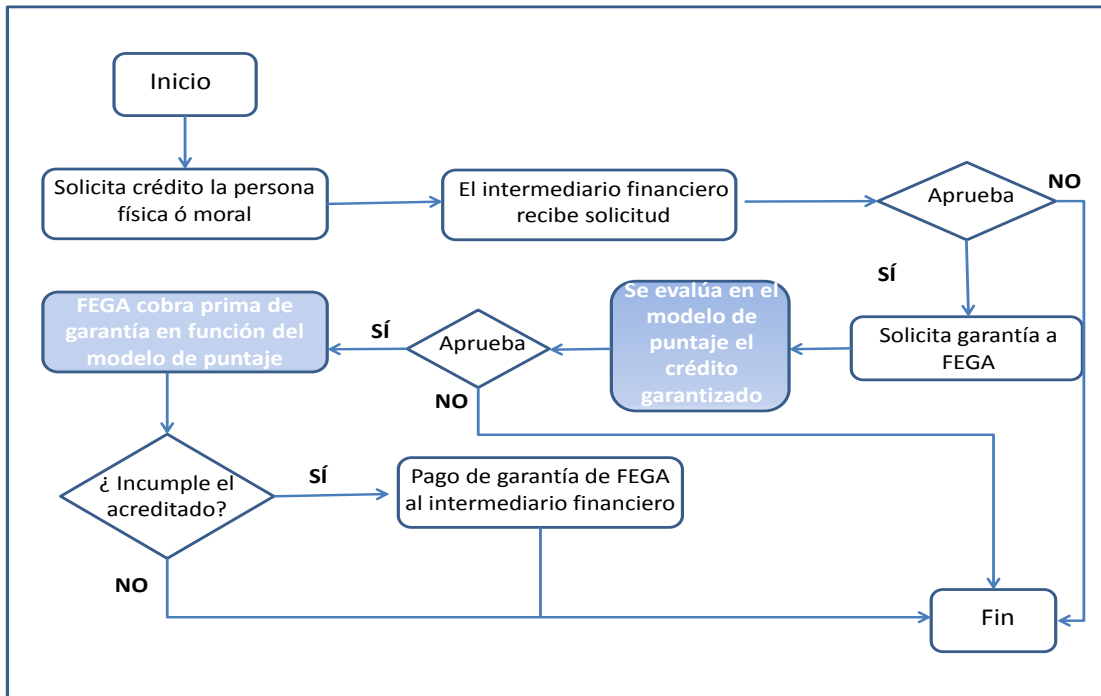 Inicio
Solicita crédito la persona
física ó moral
El intermediario financiero
recibe solicitud
Aprueba
NO
SÍ
Solicita garantía a
FEGA
Se evalúa en el
modelo de
puntaje el
crédito
garantizado
Aprueba
SÍ
NO
FEGA cobra prima de
garantía en función del
modelo de puntaje
¿ Incumple el
acreditado?
SÍ
NO
Pago de garantía de FEGA
al intermediario financiero
Fin